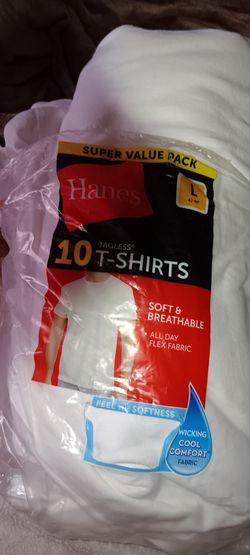 SUPER VALUE PACK
Hanes
L
10 TAGLESS®
T-SHIRTS
SOFT &
BREATHABLE
• ALL DAY
FLEX FABRIC
FEEL THE SOFTNESS
WICKING
COOL
COMFORT
FABRIC